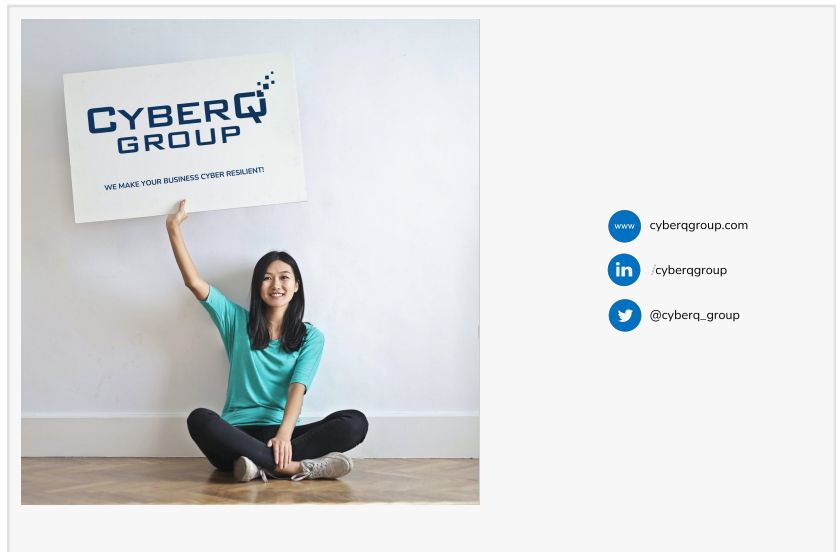 CYBERQ
GROUP
WE MAKE YOUR BUSINESS CYBER RESILIENT!
www cyberqgroup.com
in /cyberqgroup
@cyberq_group